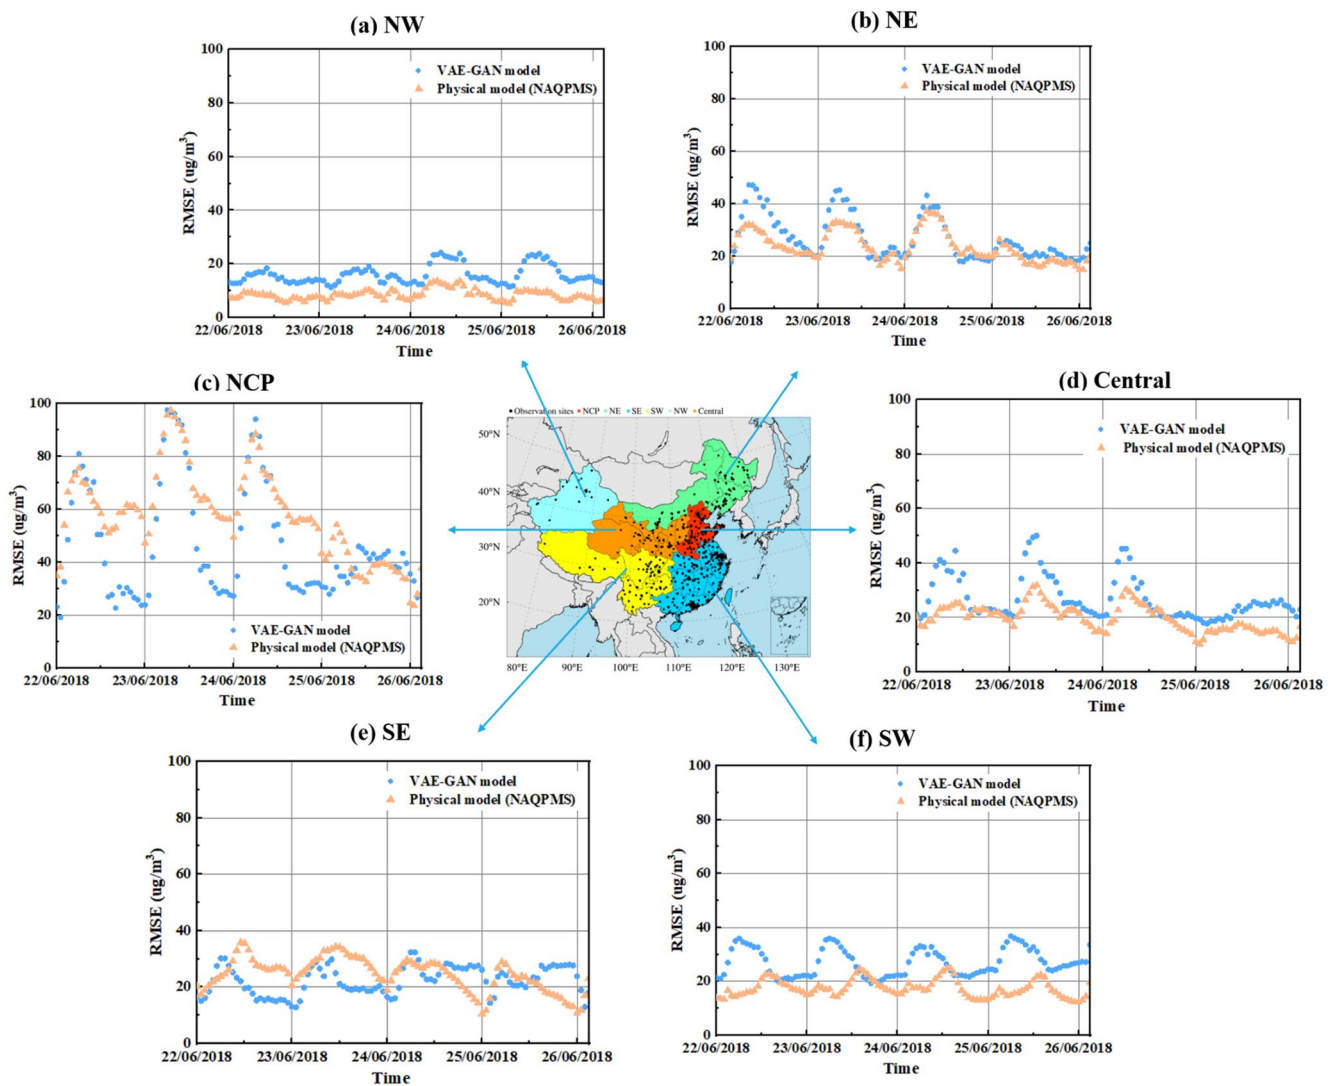 (a) NW
100
80
60
40
20
0
RMSE (ug/m³)
VAE-GAN model
Physical model (NAQPMS)
22/06/2018 23/06/2018 24/06/2018 25/06/2018 26/06/2018
Time
(b) NE
100
80
60
40
20
0
RMSE (ug/m³)
VAE-GAN model
Physical model (NAQPMS)
22/06/2018 23/06/2018 24/06/2018 25/06/2018 26/06/2018
Time
(c) NCP
100
80
60
40
20
0
RMSE (ug/m³)
VAE-GAN model
Physical model (NAQPMS)
22/06/2018 23/06/2018 24/06/2018 25/06/2018 26/06/2018
Time
Observation sites NCP NE SE SW NW Central
50°N
40°N
30°N
20°N
80°E 90°E 100°E 110°E 120°E 130°E
(d) Central
100
80
60
40
20
0
RMSE (ug/m³)
VAE-GAN model
Physical model (NAQPMS)
22/06/2018 23/06/2018 24/06/2018 25/06/2018 26/06/2018
Time
(e) SE
100
80
60
40
20
0
RMSE (ug/m³)
VAE-GAN model
Physical model (NAQPMS)
22/06/2018 23/06/2018 24/06/2018 25/06/2018 26/06/2018
Time
(f) SW
100
80
60
40
20
0
RMSE (ug/m³)
VAE-GAN model
Physical model (NAQPMS)
22/06/2018 23/06/2018 24/06/2018 25/06/2018 26/06/2018
Time